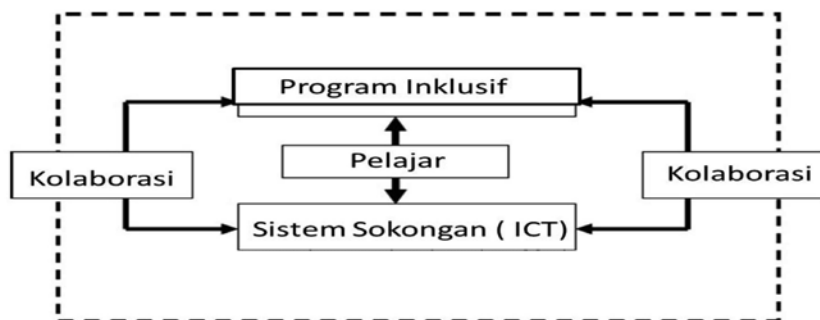 Program Inklusif
Pelajar
Kolaborasi
Kolaborasi
Sistem Sokongan ( ICT)